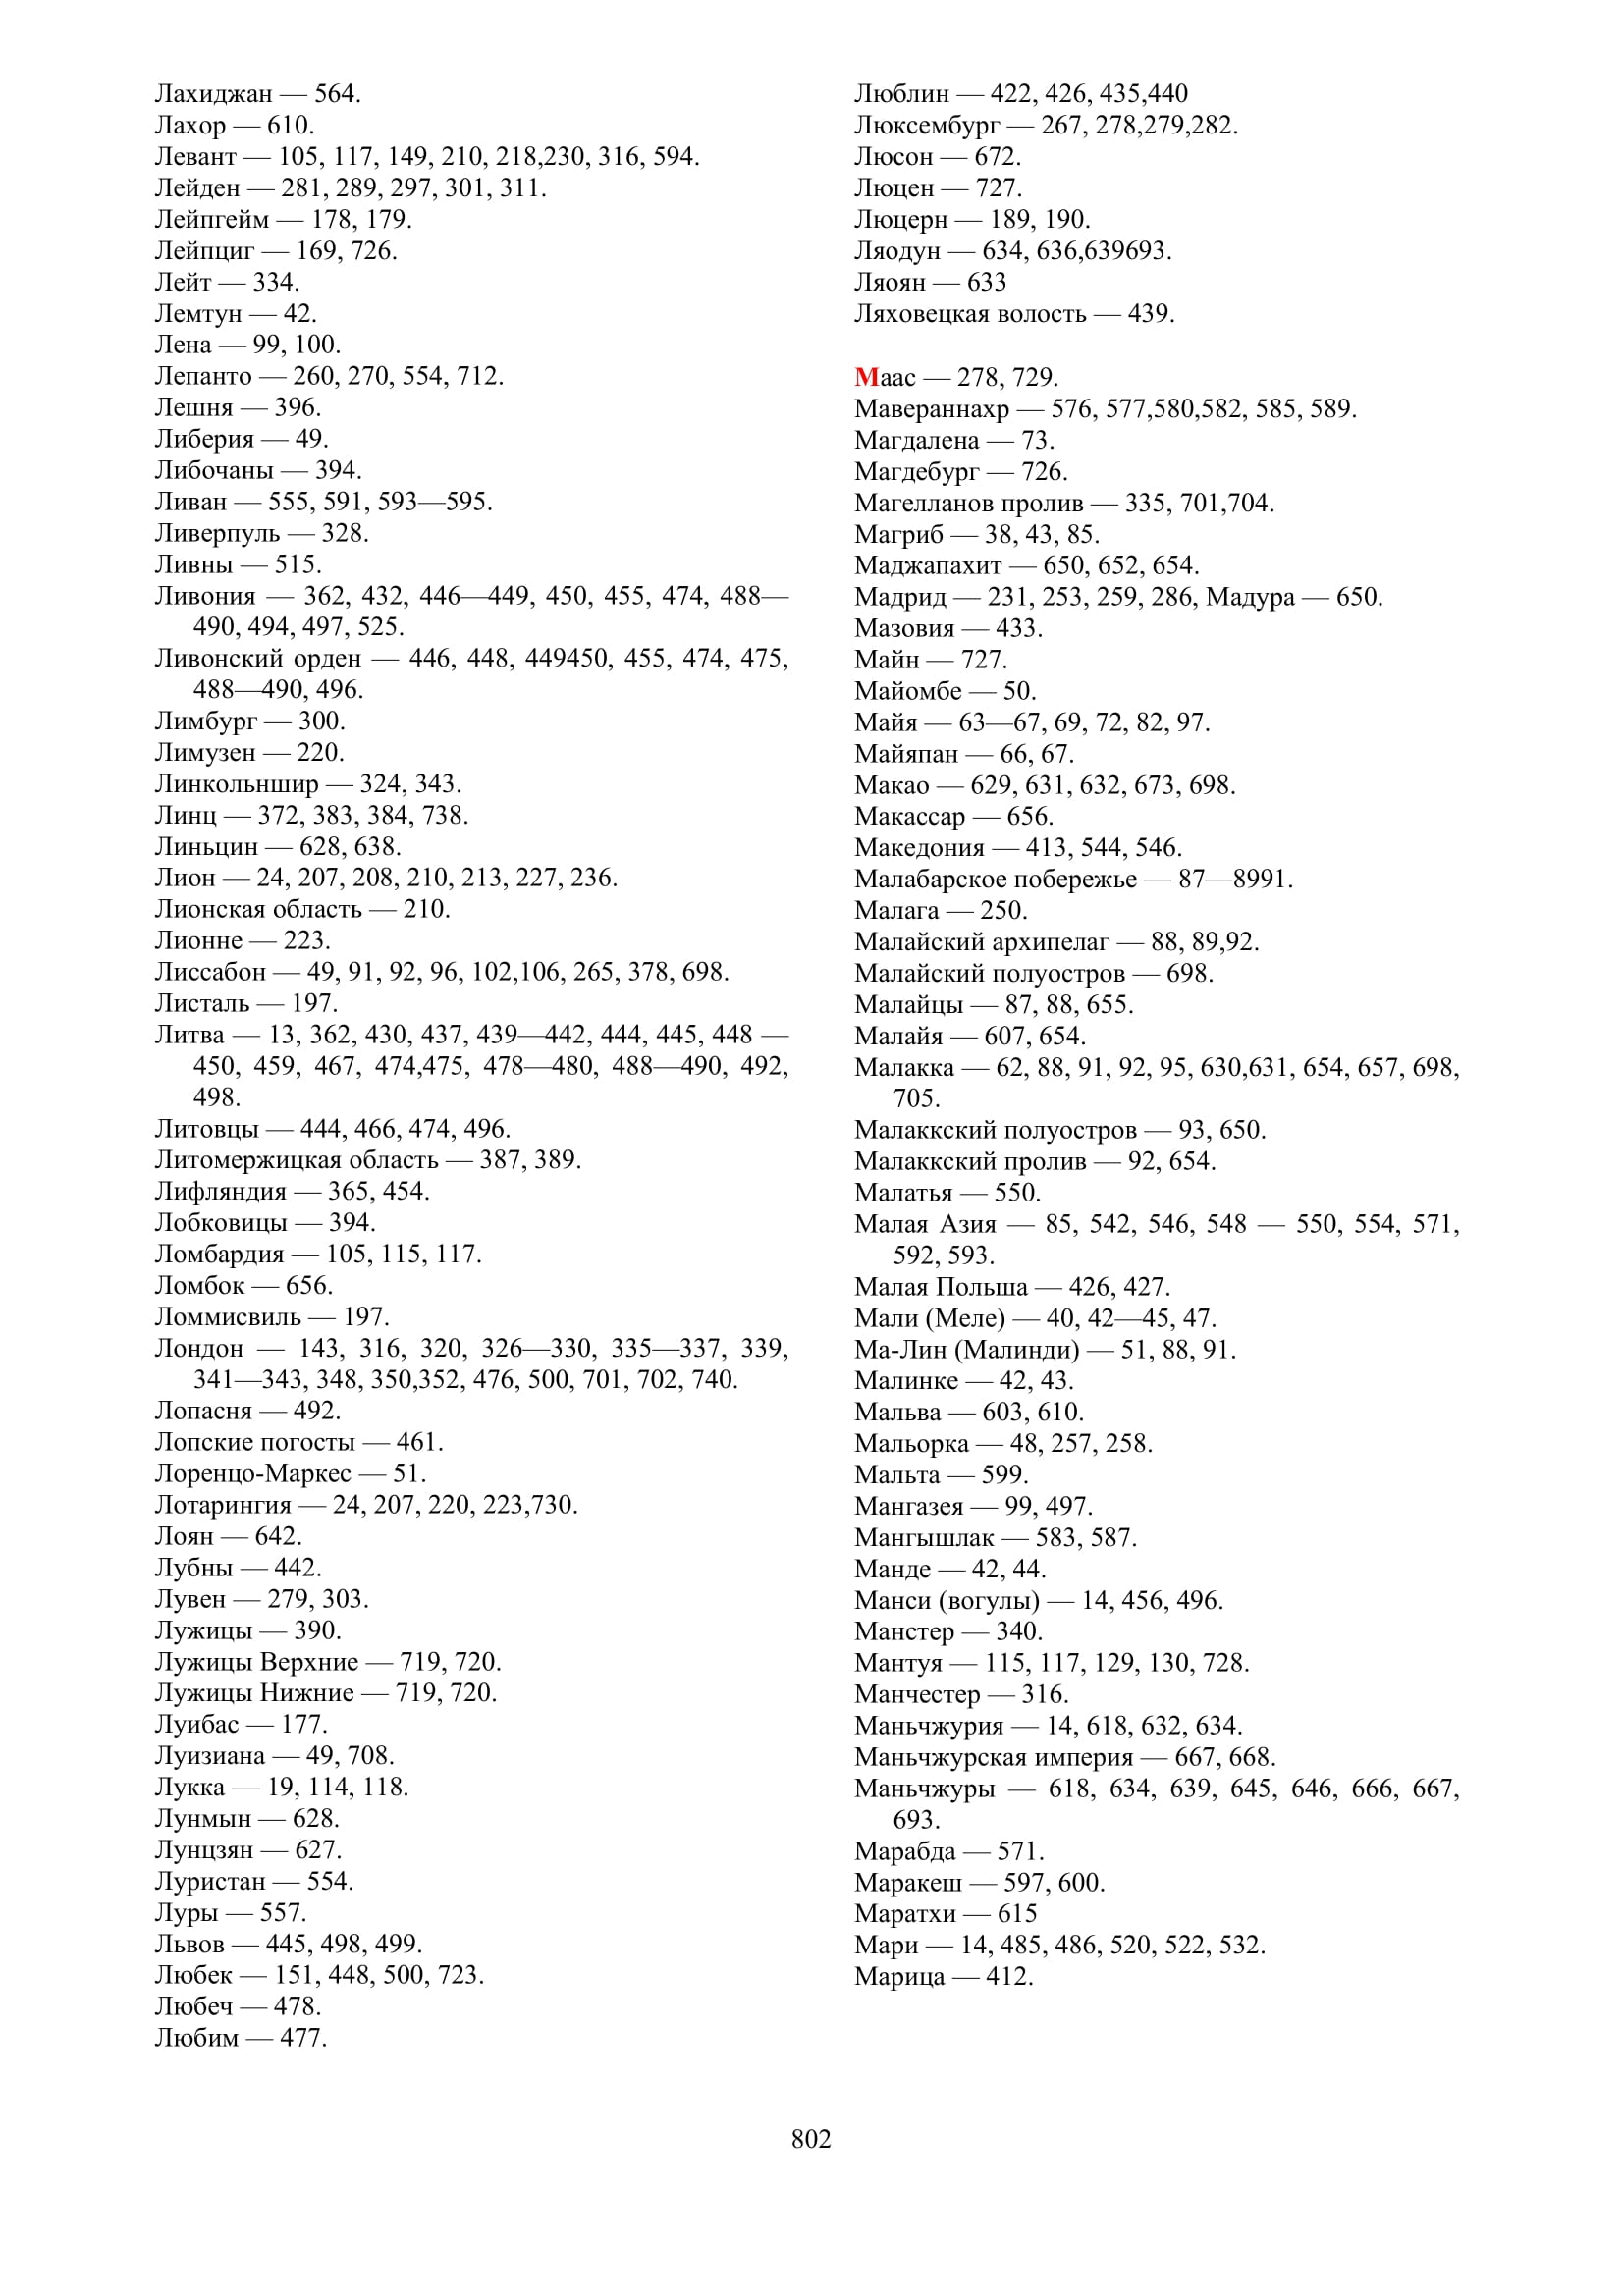 Лахиджан — 564.
Лахор — 610.
Левант — 105, 117, 149, 210, 218,230, 316, 594.
Лейден — 281, 289, 297, 301, 311.
Лейпгейм — 178, 179.
Лейпциг — 169, 726.
Лейт — 334.
Лемтун — 42.
Лена — 99, 100.
Лепанто — 260, 270, 554, 712.
Лешня — 396.
Либерия — 49.
Либочаны — 394.
Ливан — 555, 591, 593—595.
Ливерпуль — 328.
Ливны — 515.
Ливония — 362, 432, 446—449, 450, 455, 474, 488—
490, 494, 497, 525.
Ливонский орден — 446, 448, 449450, 455, 474, 475,
488—490, 496.
Лимбург — 300.
Лимузен — 220.
Линкольншир — 324, 343.
Линц — 372, 383, 384, 738.
Линьцин — 628, 638.
Лион — 24, 207, 208, 210, 213, 227, 236.
Лионская область — 210.
Лионне — 223.
Лиссабон — 49, 91, 92, 96, 102,106, 265, 378, 698.
Листаль — 197.
Литва — 13, 362, 430, 437, 439—442, 444, 445, 448 —
450, 459, 467, 474,475, 478—480, 488—490, 492,
498.
Литовцы — 444, 466, 474, 496.
Литомержицкая область — 387, 389.
Лифляндия — 365, 454.
Лобковицы — 394.
Ломбардия — 105, 115, 117.
Ломбок — 656.
Ломмисвиль — 197.
Лондон — 143, 316, 320, 326—330, 335—337, 339,
341—343, 348, 350,352, 476, 500, 701, 702, 740.
Лопасня — 492.
Лопские погосты — 461.
Лоренцо-Маркес — 51.
Лотарингия — 24, 207, 220, 223,730.
Лоян — 642.
Лубны — 442.
Лувен — 279, 303.
Лужицы — 390.
Лужицы Верхние — 719, 720.
Лужицы Нижние — 719, 720.
Луибас — 177.
Луизиана — 49, 708.
Лукка — 19, 114, 118.
Лунмын — 628.
Лунцзян — 627.
Луристан — 554.
Луры — 557.
Львов — 445, 498, 499.
Любек — 151, 448, 500, 723.
Любеч — 478.
Любим — 477.
Люблин — 422, 426, 435,440
Люксембург — 267, 278,279,282.
Люсон — 672.
Люцен — 727.
Люцерн — 189, 190.
Ляодун — 634, 636,639693.
Ляоян — 633
Ляховецкая волость — 439.
Маас — 278, 729.
Мавераннахр — 576, 577,580,582, 585, 589.
Магдалена — 73.
Магдебург — 726.
Магелланов пролив — 335, 701,704.
Магриб — 38, 43, 85.
Маджапахит — 650, 652, 654.
Мадрид — 231, 253, 259, 286, Мадура — 650.
Мазовия — 433.
Майн — 727.
Майомбе — 50.
Майя — 63—67, 69, 72, 82, 97.
Майяпан — 66, 67.
Макао — 629, 631, 632, 673, 698.
Макассар — 656.
Македония — 413, 544, 546.
Малабарское побережье — 87—8991.
Малага — 250.
Малайский архипелаг — 88, 89,92.
Малайский полуостров — 698.
Малайцы — 87, 88, 655.
Малайя — 607, 654.
Малакка — 62, 88, 91, 92, 95, 630,631, 654, 657, 698,
705.
Малаккский полуостров — 93, 650.
Малаккский пролив — 92, 654.
Малатья — 550.
Малая Азия — 85, 542, 546, 548 — 550, 554, 571,
592, 593.
Малая Польша — 426, 427.
Мали (Меле) — 40, 42—45, 47.
Ма-Лин (Малинди) — 51, 88, 91.
Малинке — 42, 43.
Мальва — 603, 610.
Мальорка — 48, 257, 258.
Мальта — 599.
Мангазея — 99, 497.
Мангышлак — 583, 587.
Манде — 42, 44.
Манси (вогулы) — 14, 456, 496.
Манстер — 340.
Мантуя — 115, 117, 129, 130, 728.
Манчестер — 316.
Маньчжурия — 14, 618, 632, 634.
Маньчжурская империя — 667, 668.
Маньчжуры — 618, 634, 639, 645, 646, 666, 667,
693.
Марабда — 571.
Маракеш — 597, 600.
Маратхи — 615
Мари — 14, 485, 486, 520, 522, 532.
Марица — 412.
802